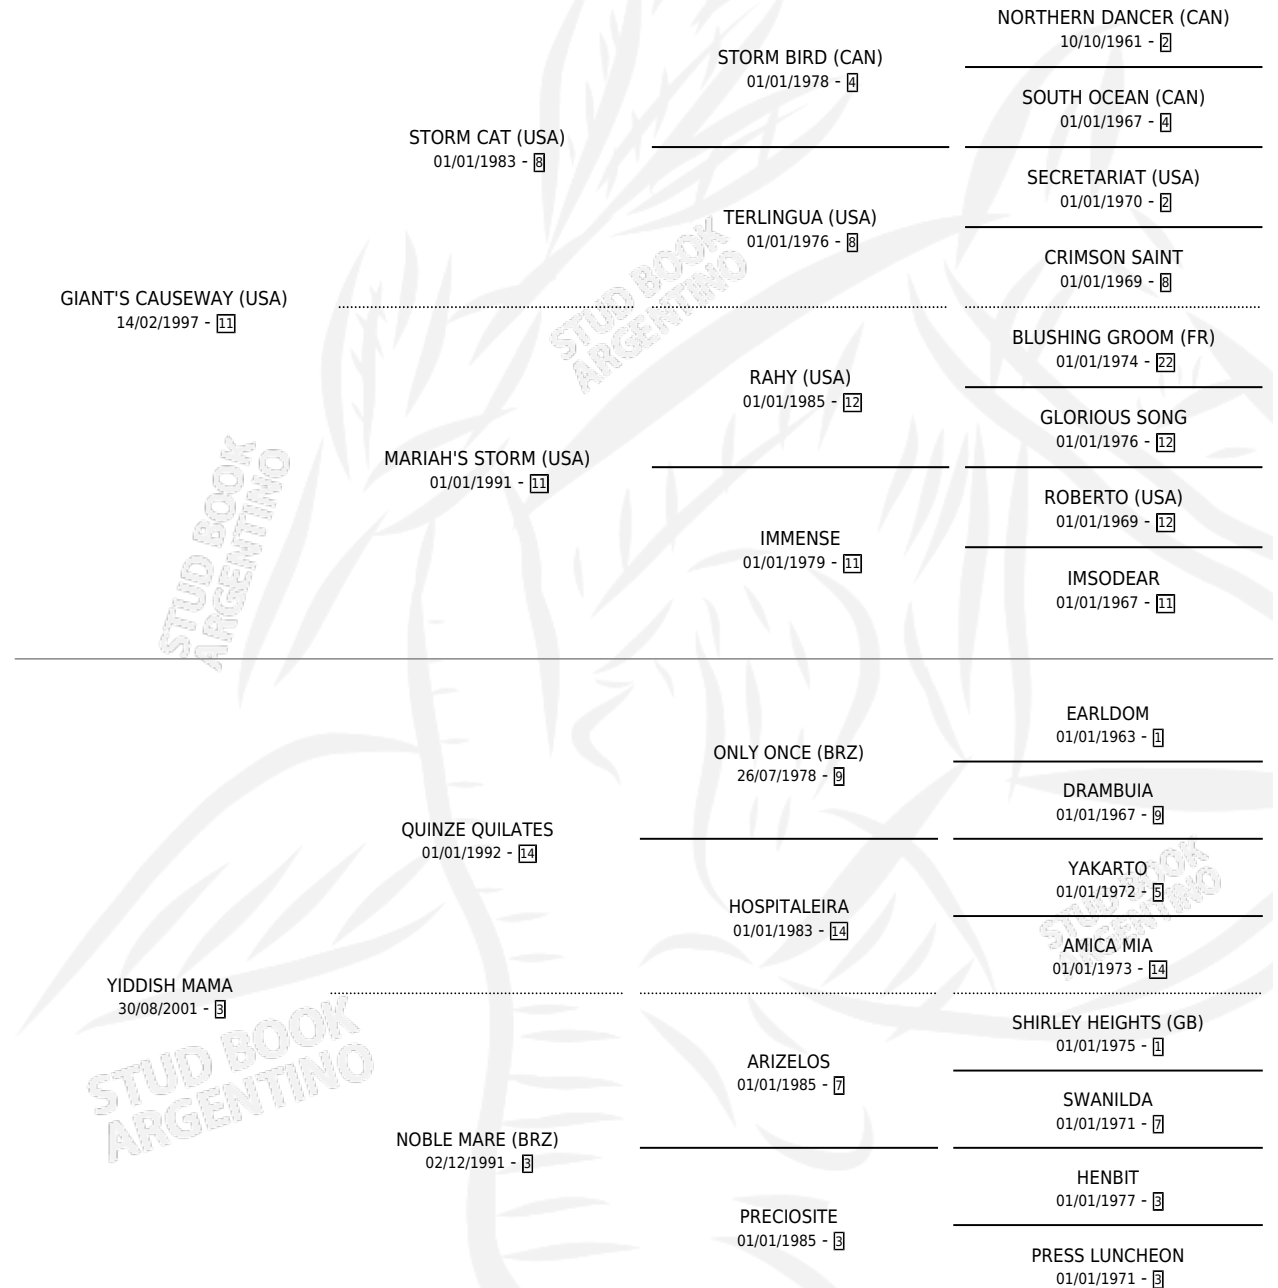 NORTHERN DANCER (CAN)
10/10/1961 - 2
STORM BIRD (CAN)
01/01/1978 - 4
SOUTH OCEAN (CAN)
01/01/1967 - 4
STORM CAT (USA)
01/01/1983 - 8
SECRETARIAT (USA)
01/01/1970 - 2
TERLINGUA (USA)
01/01/1976 - 8
CRIMSON SAINT
01/01/1969 - 8
GIANT'S CAUSEWAY (USA)
14/02/1997 - 11
STUD BOOK
ARGENTINO
BLUSHING GROOM (FR)
01/01/1974 - 22
RAHY (USA)
01/01/1985 - 12
GLORIOUS SONG
01/01/1976 - 12
MARIAH'S STORM (USA)
01/01/1991 - 11
ROBERTO (USA)
01/01/1969 - 12
IMMENSE
01/01/1979 - 11
IMSODEAR
01/01/1967 - 11
STUD BOOK
ARGENTINO
EARLDOM
01/01/1963 - 1
ONLY ONCE (BRZ)
26/07/1978 - 9
DRAMBUIA
01/01/1967 - 9
QUINZE QUILATES
01/01/1992 - 14
YAKARTO
01/01/1972 - 5
HOSPITALEIRA
01/01/1983 - 14
STUD BOOK
ARGENTINO
AMICA MIA
01/01/1973 - 14
YIDDISH MAMA
30/08/2001 - 3
SHIRLEY HEIGHTS (GB)
01/01/1975 - 1
ARIZELOS
01/01/1985 - 7
SWANILDA
01/01/1971 - 7
STUD BOOK
ARGENTINO
NOBLE MARE (BRZ)
02/12/1991 - 3
HENBIT
01/01/1977 - 3
PRECIOSITE
01/01/1985 - 3
PRESS LUNCHEON
01/01/1971 - 3